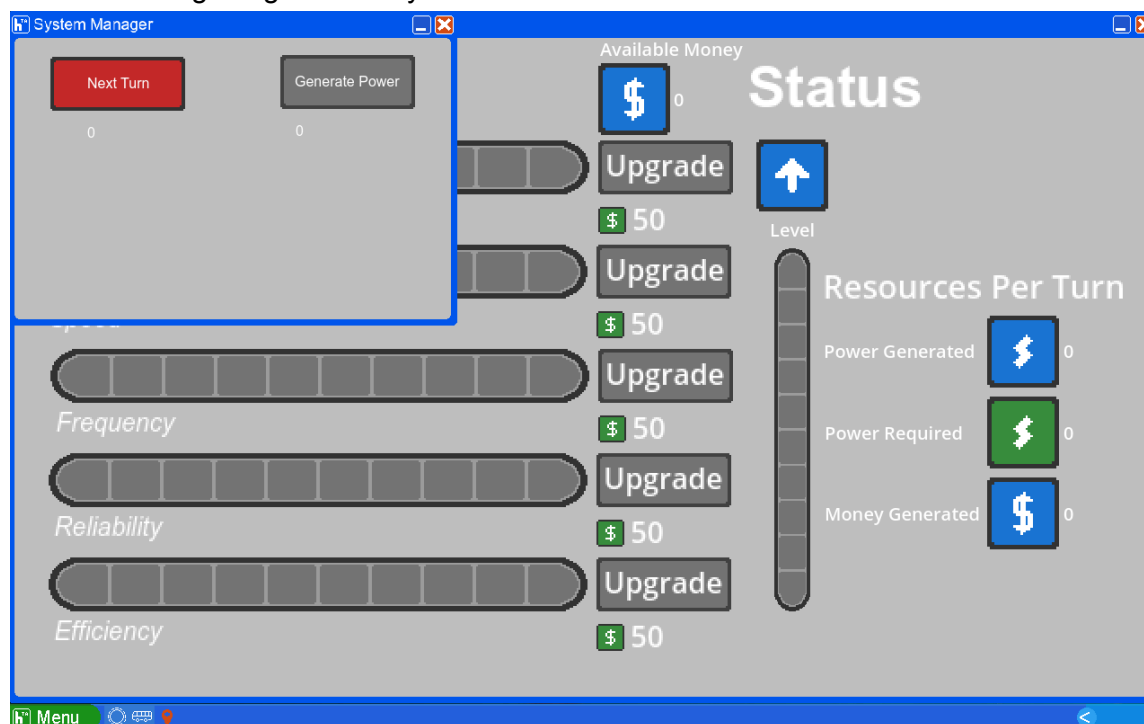 System Manager
Next Turn
Generate Power
0
0
Available Money
0
Status
Upgrade
$ 50
Level
Upgrade
$ 50
Resources Per Turn
Power Generated
0
Upgrade
Frequency
$ 50
Power Required
0
Upgrade
Reliability
$ 50
Money Generated
0
Upgrade
Efficiency
$ 50
Menu